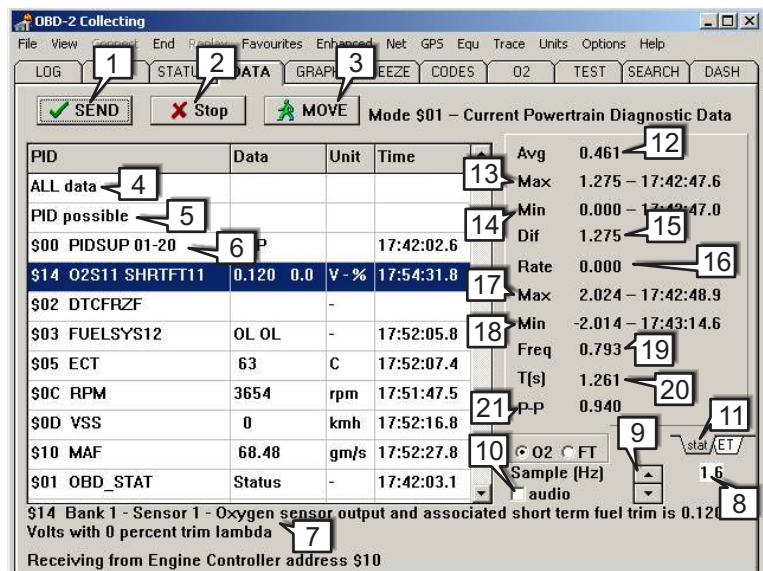 OBD-2 Collecting
File View Connect End Replay Favourites Enhanced Net GPS Equ Trace Units Options Help
LOG STATU DATA GRAPH EEZE CODES O2 TEST SEARCH DASH
1 2 3
SEND Stop MOVE Mode $01 – Current Powertrain Diagnostic Data
PID Data Unit Time
ALL data 4
PID possible 5
$00 PIDSUP 01-20 6 P 17:42:02.6
$14 O2S11 SHRTFT11 0.120 0.0 V - % 17:54:31.8
$02 DTCFRZF -
$03 FUELSYS12 OL OL - 17:52:05.8
$05 ECT 63 C 17:52:07.4
$0C RPM 3654 rpm 17:51:47.5
$0D VSS 0 kmh 17:52:16.8
$10 MAF 68.48 gm/s 17:52:27.8
$01 OBD_STAT Status - 17:42:03.1
Avg 0.461 12
13 Max 1.275 – 17:42:47.6
14 Min 0.000 – 17:42:47.0
Dif 1.275 15
Rate 0.000 16
17 Max 2.024 – 17:42:48.9
18 Min -2.014 – 17:43:14.6
Freq 0.793 19
T(s) 1.261 20
21 P-P 0.940
11
stat ET
10 O2 FT 9
Sample (Hz) 1.6
audio 8
$14 Bank 1 - Sensor 1 - Oxygen sensor output and associated short term fuel trim is 0.120
Volts with 0 percent trim lambda 7
Receiving from Engine Controller address $10